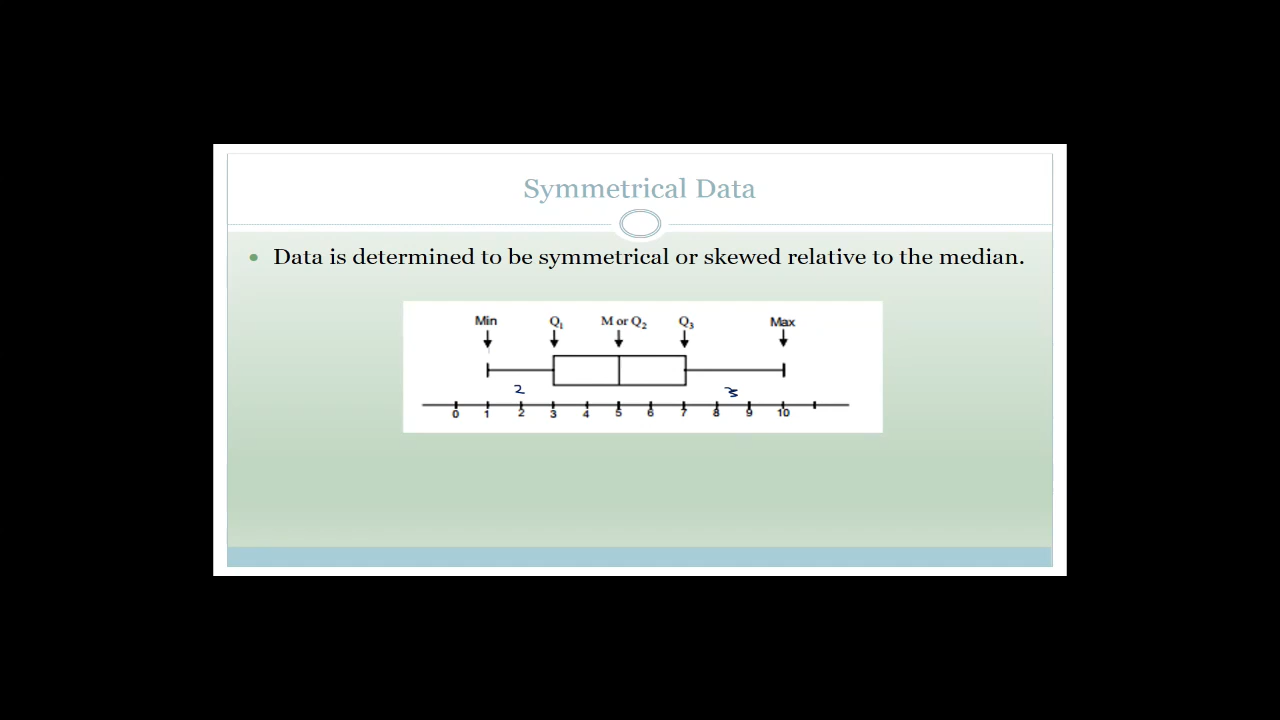 Symmetrical Data
Data is determined to be symmetrical or skewed relative to the median.
Min Q₁ M or Q₂ Q₃ Max
2 3
0 1 2 3 4 5 6 7 8 9 10